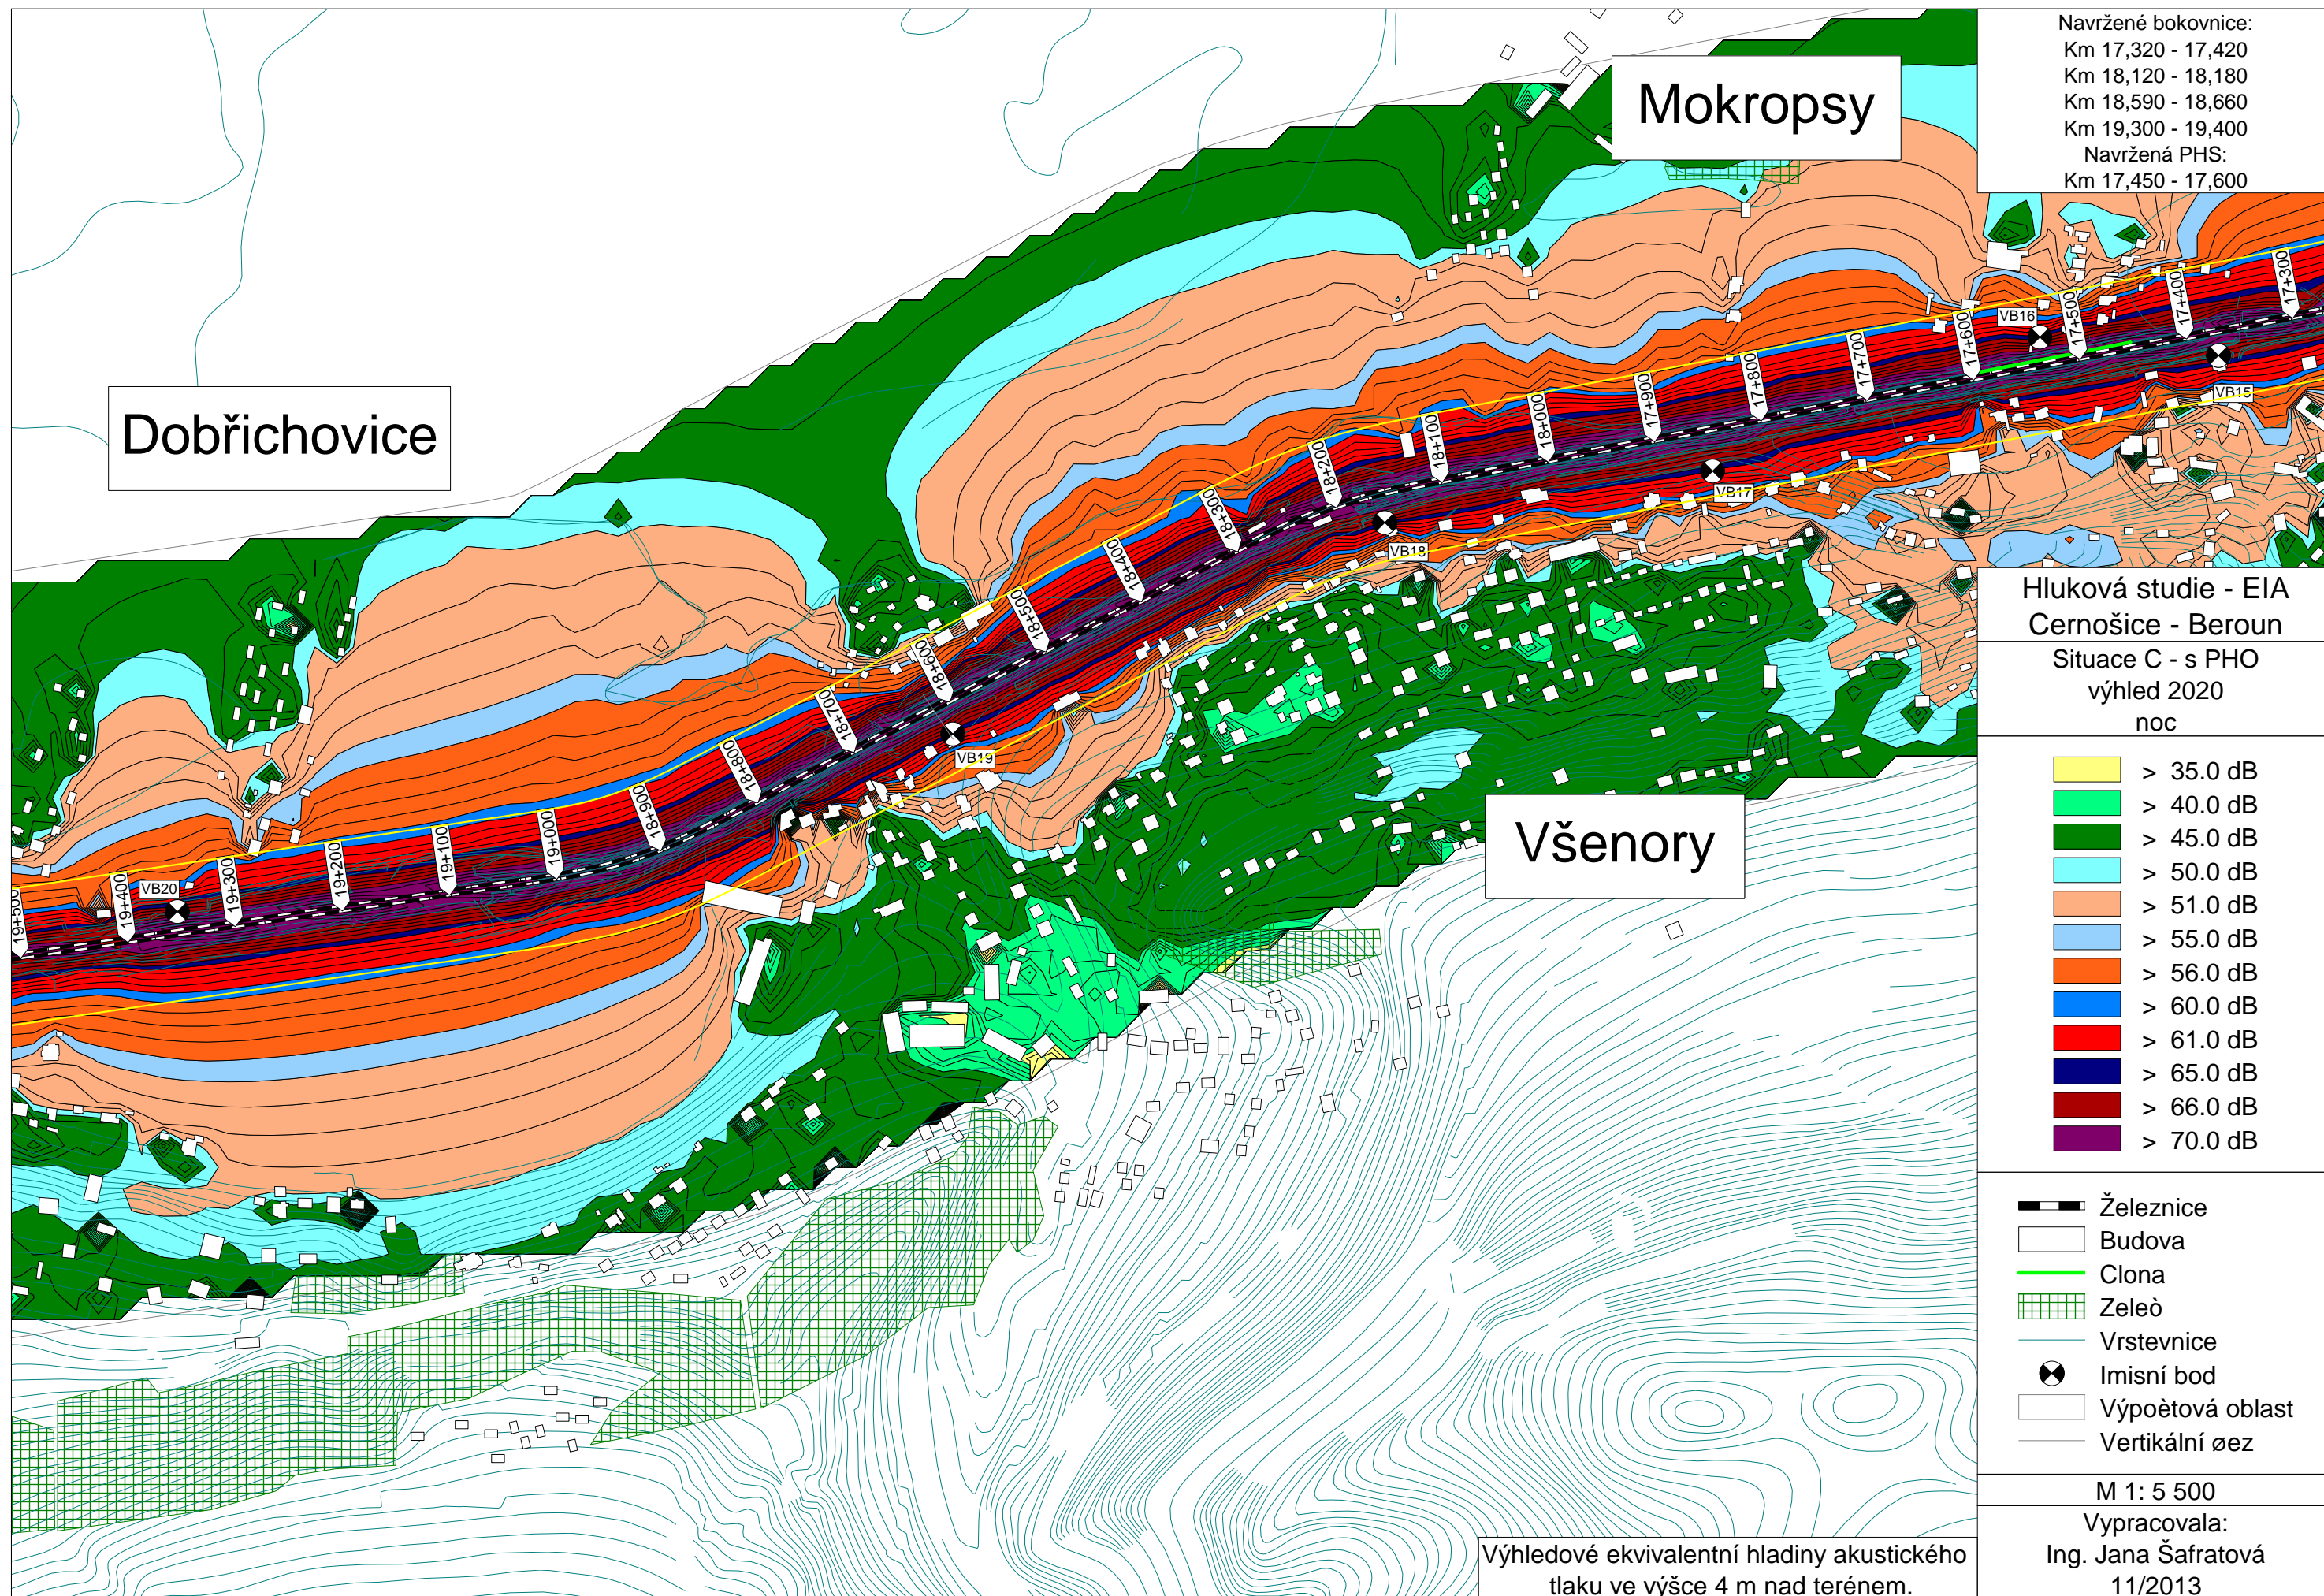 Navržené bokovnice:
Km 17,320 - 17,420
Km 18,120 - 18,180
Km 18,590 - 18,660
Km 19,300 - 19,400
Navržená PHS:
Km 17,450 - 17,600
Mokropsy
Dobřichovice
Všenory
17+300
17+400
17+500
17+600
17+700
17+800
17+900
18+000
18+100
18+200
18+300
18+400
18+500
18+600
18+700
18+800
18+900
19+000
19+100
19+200
19+300
19+400
19+500
VB16
VB15
VB17
VB18
VB19
VB20
Hluková studie - EIA
Cernošice - Beroun
Situace C - s PHO
výhled 2020
noc
> 35.0 dB
> 40.0 dB
> 45.0 dB
> 50.0 dB
> 51.0 dB
> 55.0 dB
> 56.0 dB
> 60.0 dB
> 61.0 dB
> 65.0 dB
> 66.0 dB
> 70.0 dB
Železnice
Budova
Clona
Zeleò
Vrstevnice
Imisní bod
Výpoètová oblast
Vertikální øez
M 1: 5 500
Vypracovala:
Ing. Jana Šafratová
11/2013
Výhledové ekvivalentní hladiny akustického
tlaku ve výšce 4 m nad terénem.